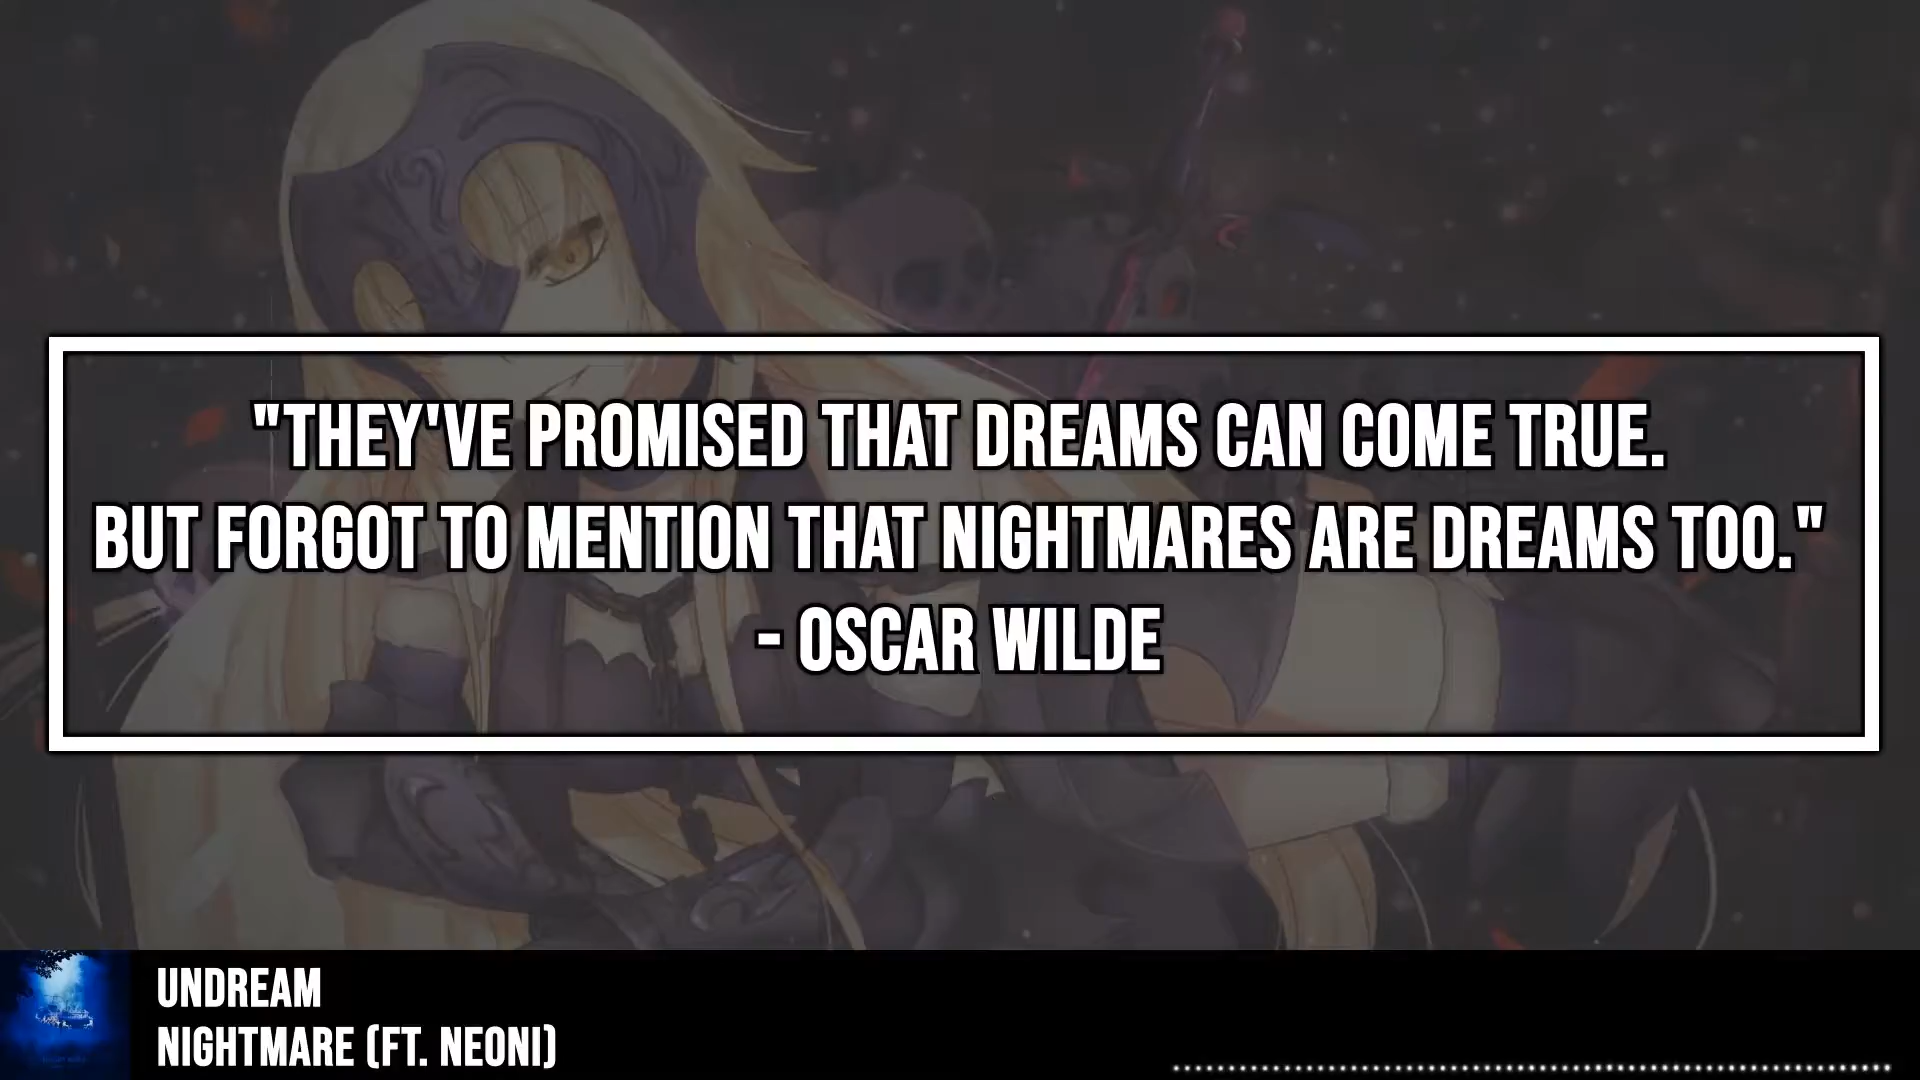 "THEY'VE PROMISED THAT DREAMS CAN COME TRUE.
BUT FORGOT TO MENTION THAT NIGHTMARES ARE DREAMS TOO."
- OSCAR WILDE
UNDREAM
NIGHTMARE (FT. NEONI)